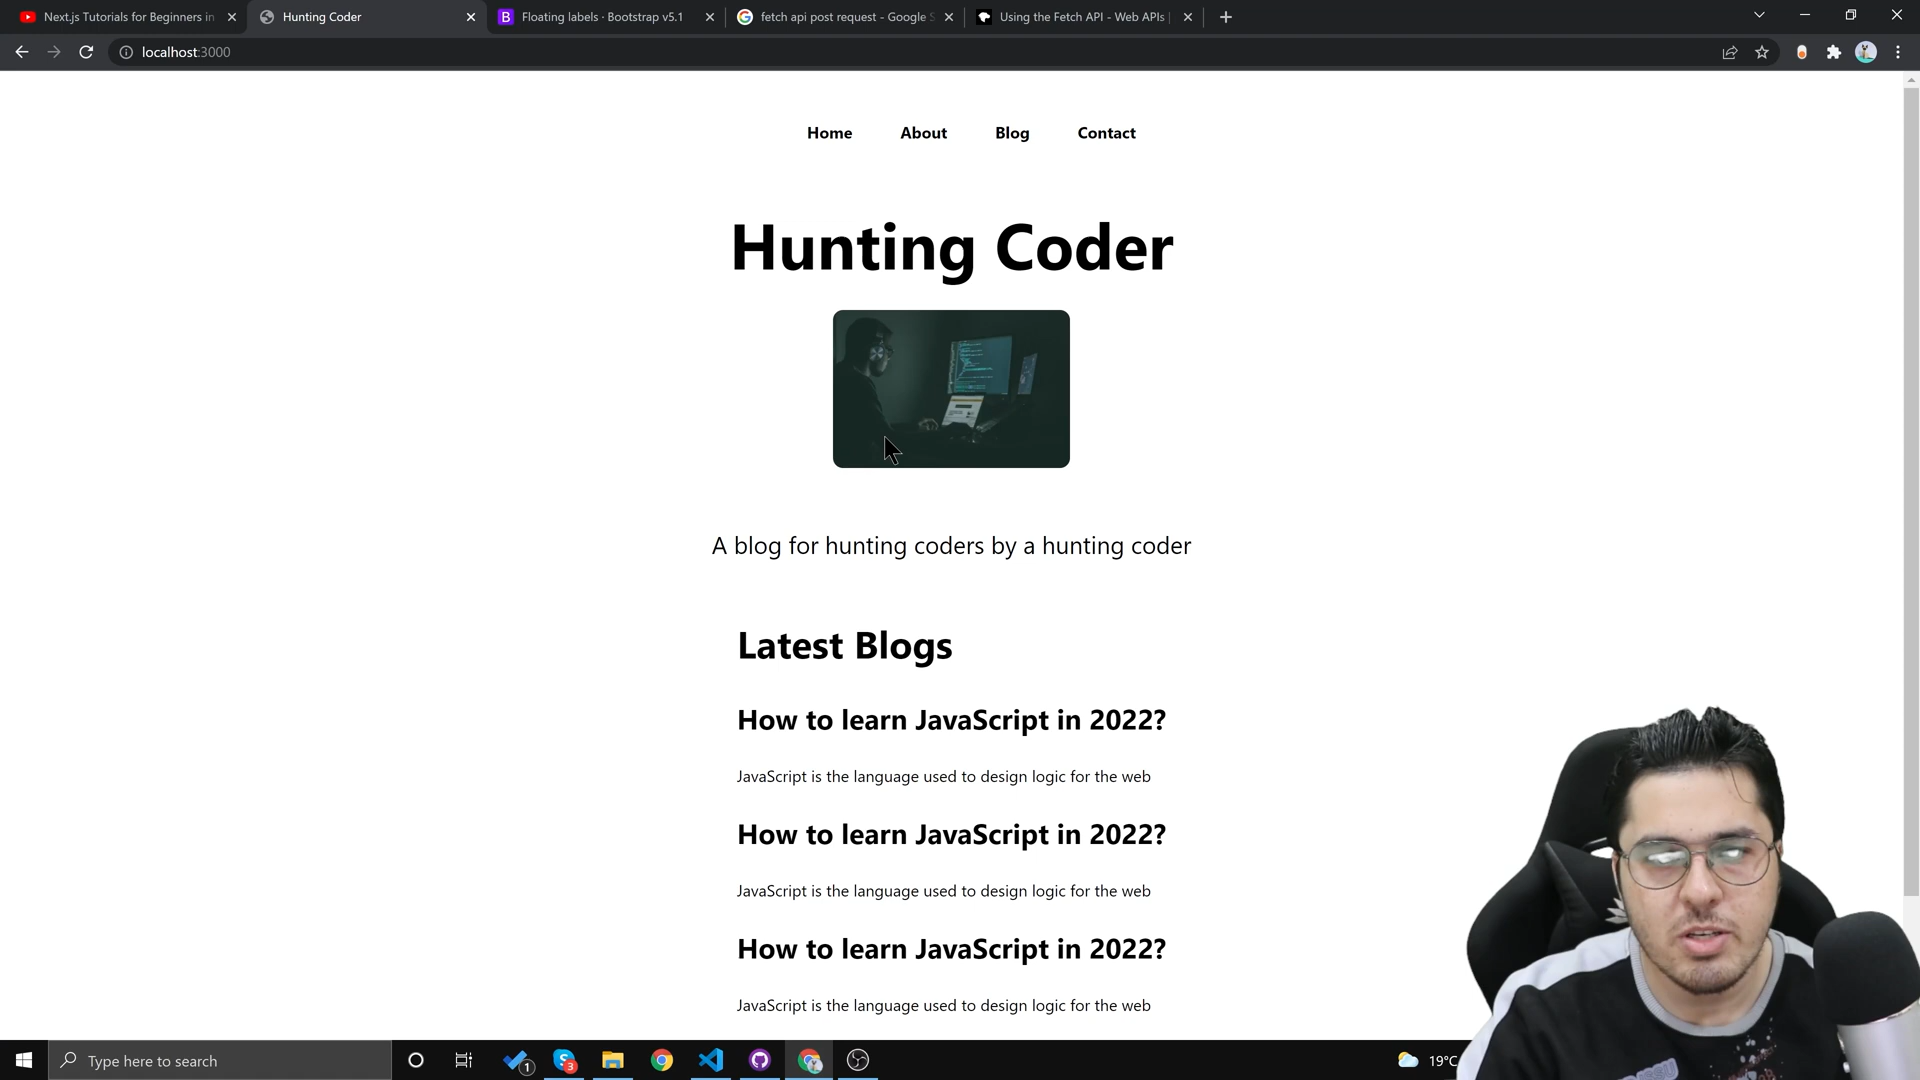 Next.js Tutorials for Beginners in
Hunting Coder
Floating labels · Bootstrap v5.1
fetch api post request - Google S
Using the Fetch API - Web APIs |
localhost:3000
Home About Blog Contact
Hunting Coder
A blog for hunting coders by a hunting coder
Latest Blogs
How to learn JavaScript in 2022?
JavaScript is the language used to design logic for the web
How to learn JavaScript in 2022?
JavaScript is the language used to design logic for the web
How to learn JavaScript in 2022?
JavaScript is the language used to design logic for the web
Type here to search
1
3
19°C